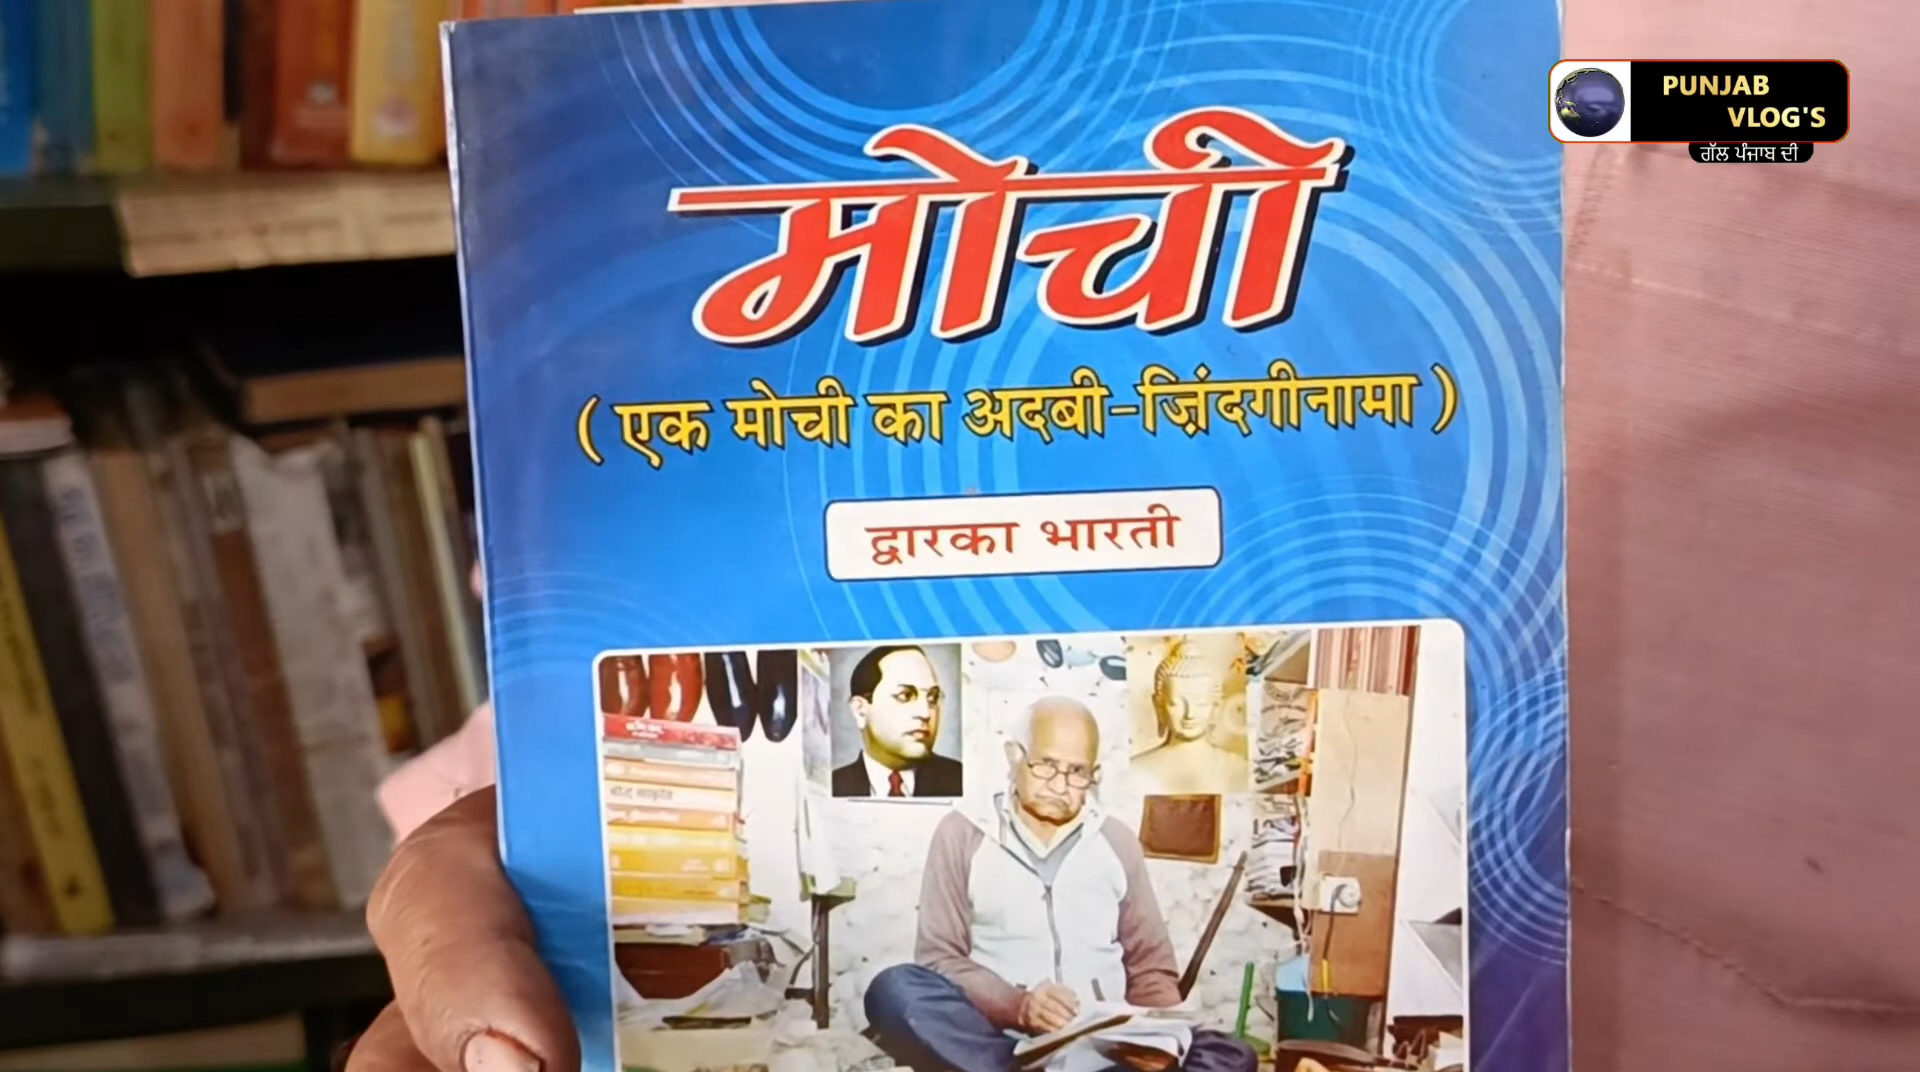 मोची
( एक मोची का अदबी-ज़िंदगीनामा )
द्वारका भारती
PUNJAB
VLOG'S
ਗੱਲ ਪੰਜਾਬ ਦੀ